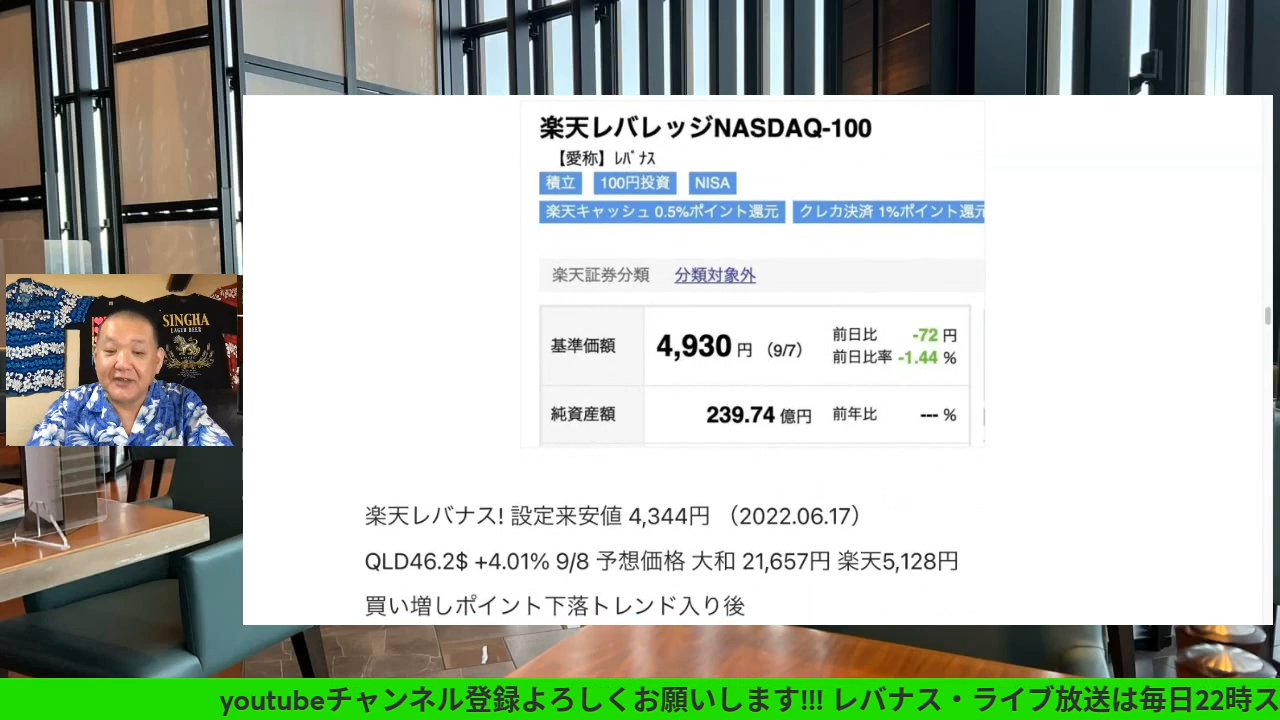 楽天レバレッジNASDAQ-100
【愛称】ﾚﾊﾞﾅｽ
積立 100円投資 NISA
楽天キャッシュ 0.5%ポイント還元 クレカ決済 1%ポイント還元
楽天証券分類 分類対象外
基準価額 4,930 円 （9/7） 前日比 -72 円
前日比率 -1.44 %
純資産額 239.74 億円 前年比 --- %
SINGHA
LAGER BEER
楽天レバナス! 設定来安値 4,344円 （2022.06.17）
QLD46.2$ +4.01% 9/8 予想価格 大和 21,657円 楽天5,128円
買い増しポイント下落トレンド入り後
youtubeチャンネル登録よろしくお願いします!!! レバナス・ライブ放送は毎日22時ス